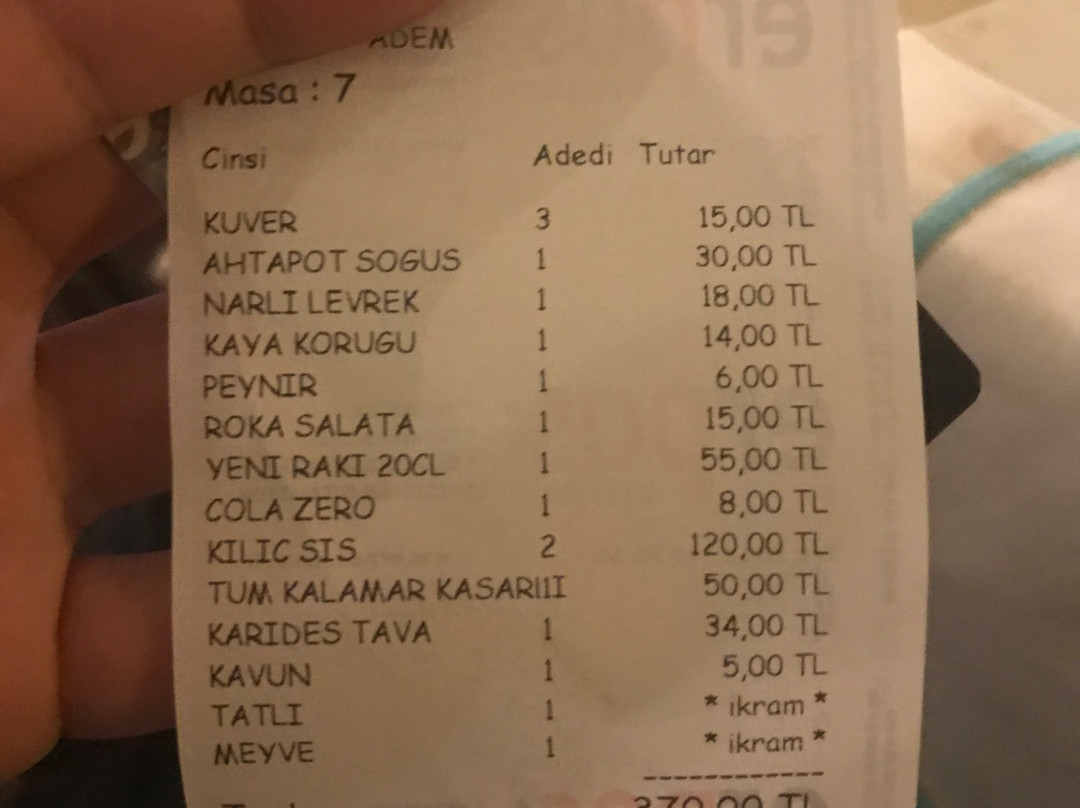 ADEM
Masa : 7
Cinsi Adedi Tutar
KUVER 3 15,00 TL
AHTAPOT SOGUS 1 30,00 TL
NARLI LEVREK 1 18,00 TL
KAYA KORUGU 1 14,00 TL
PEYNIR 1 6,00 TL
ROKA SALATA 1 15,00 TL
YENI RAKI 20CL 1 55,00 TL
COLA ZERO 1 8,00 TL
KILIC SIS 2 120,00 TL
TUM KALAMAR KASARlı1I 50,00 TL
KARIDES TAVA 1 34,00 TL
KAVUN 1 5,00 TL
TATLI 1 * ikram *
MEYVE 1 * ikram *
------------
370,00 TL